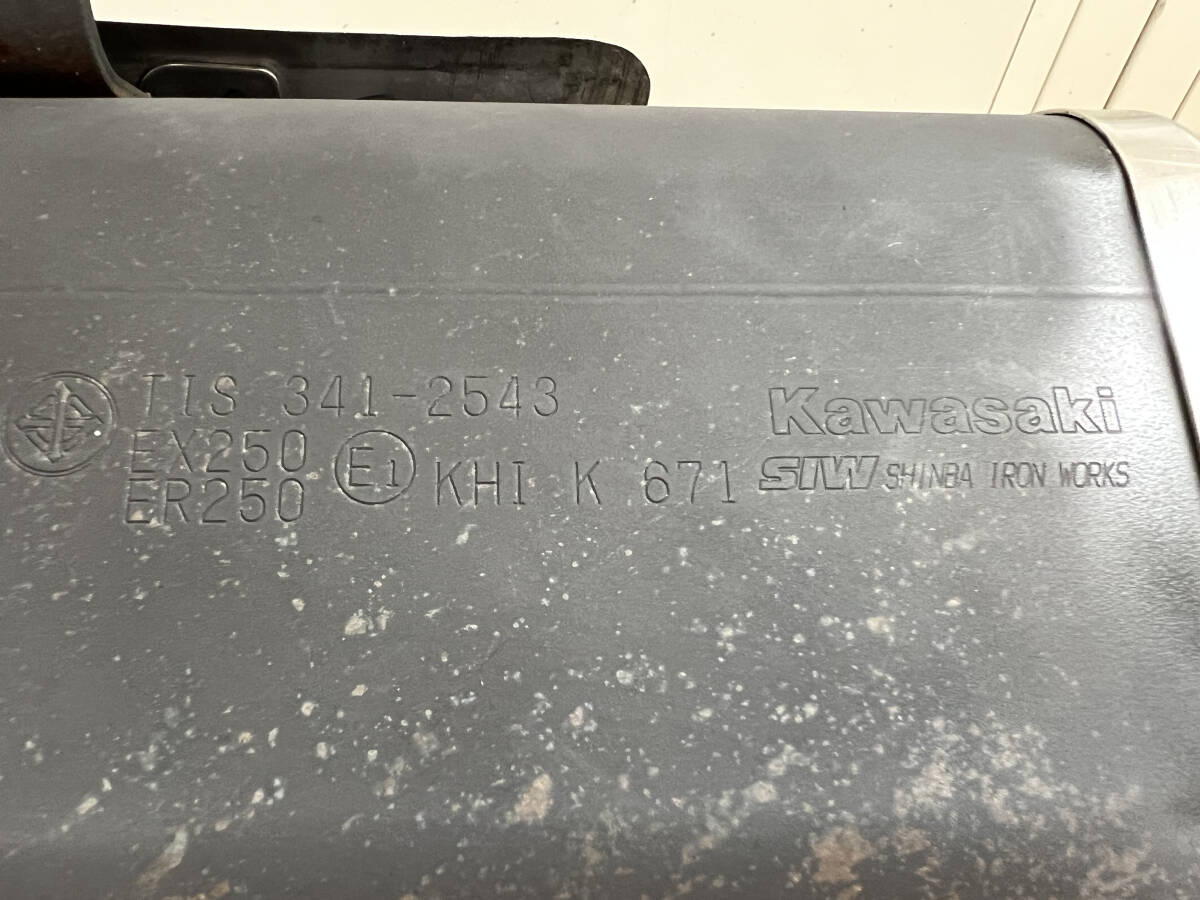 TIS 341-2543
EX250
ER250
E1 KHI K 671
Kawasaki
SIW SHINBA IRON WORKS